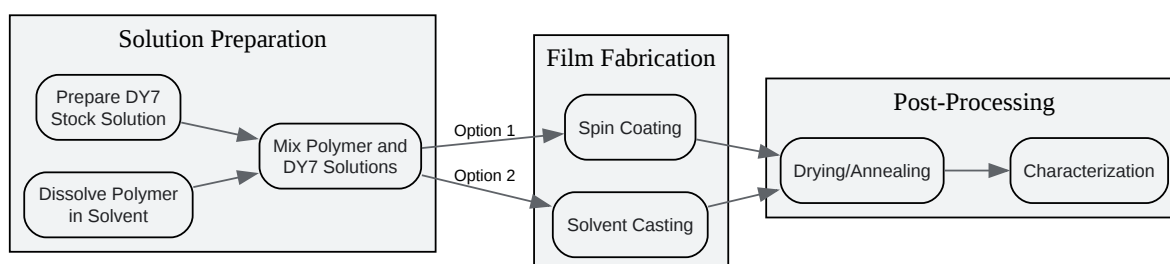 Solution Preparation
Prepare DY7
Stock Solution
Dissolve Polymer
in Solvent
Mix Polymer and
DY7 Solutions
Option 1
Option 2
Film Fabrication
Spin Coating
Solvent Casting
Post-Processing
Drying/Annealing
Characterization